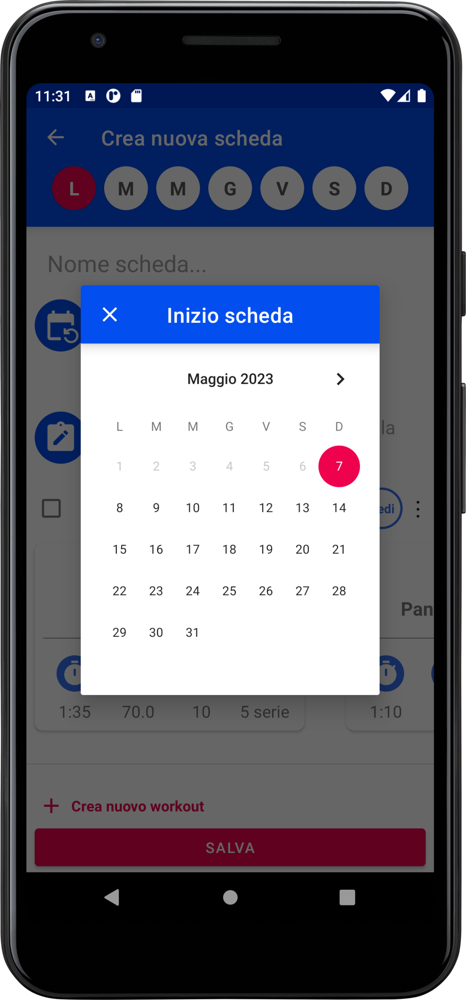 11:31
Crea nuova scheda
L M M G V S D
Nome scheda...
Inizio scheda
Maggio 2023
L M M G V S D
1 2 3 4 5 6 7
8 9 10 11 12 13 14
15 16 17 18 19 20 21
22 23 24 25 26 27 28
29 30 31
la
edi
Pan
1:35 70.0 10 5 serie 1:10
Crea nuovo workout
SALVA